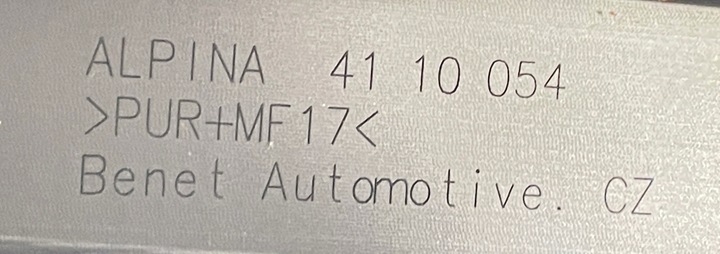 ALPINA 41 10 054
>PUR+MF17<
Benet Automotive. CZ